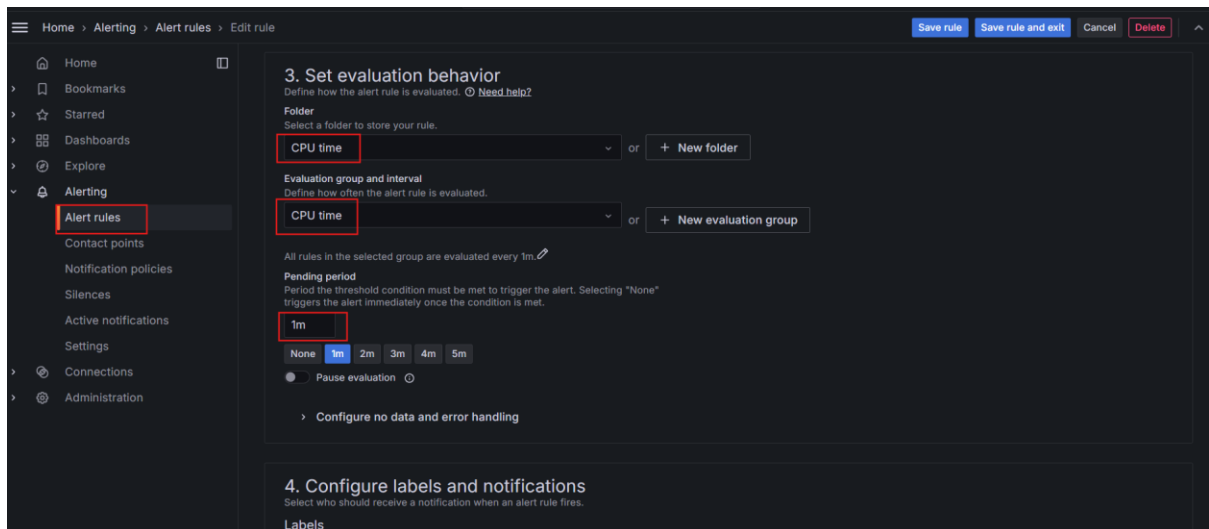 Home › Alerting › Alert rules › Edit rule
Save rule Save rule and exit Cancel Delete
Home
Bookmarks
Starred
Dashboards
Explore
Alerting
Alert rules
Contact points
Notification policies
Silences
Active notifications
Settings
Connections
Administration
3. Set evaluation behavior
Define how the alert rule is evaluated. Need help?
Folder
Select a folder to store your rule.
CPU time or + New folder
Evaluation group and interval
Define how often the alert rule is evaluated.
CPU time or + New evaluation group
All rules in the selected group are evaluated every 1m.
Pending period
Period the threshold condition must be met to trigger the alert. Selecting "None"
triggers the alert immediately once the condition is met.
1m
None 1m 2m 3m 4m 5m
Pause evaluation
Configure no data and error handling
4. Configure labels and notifications
Select who should receive a notification when an alert rule fires.
Labels